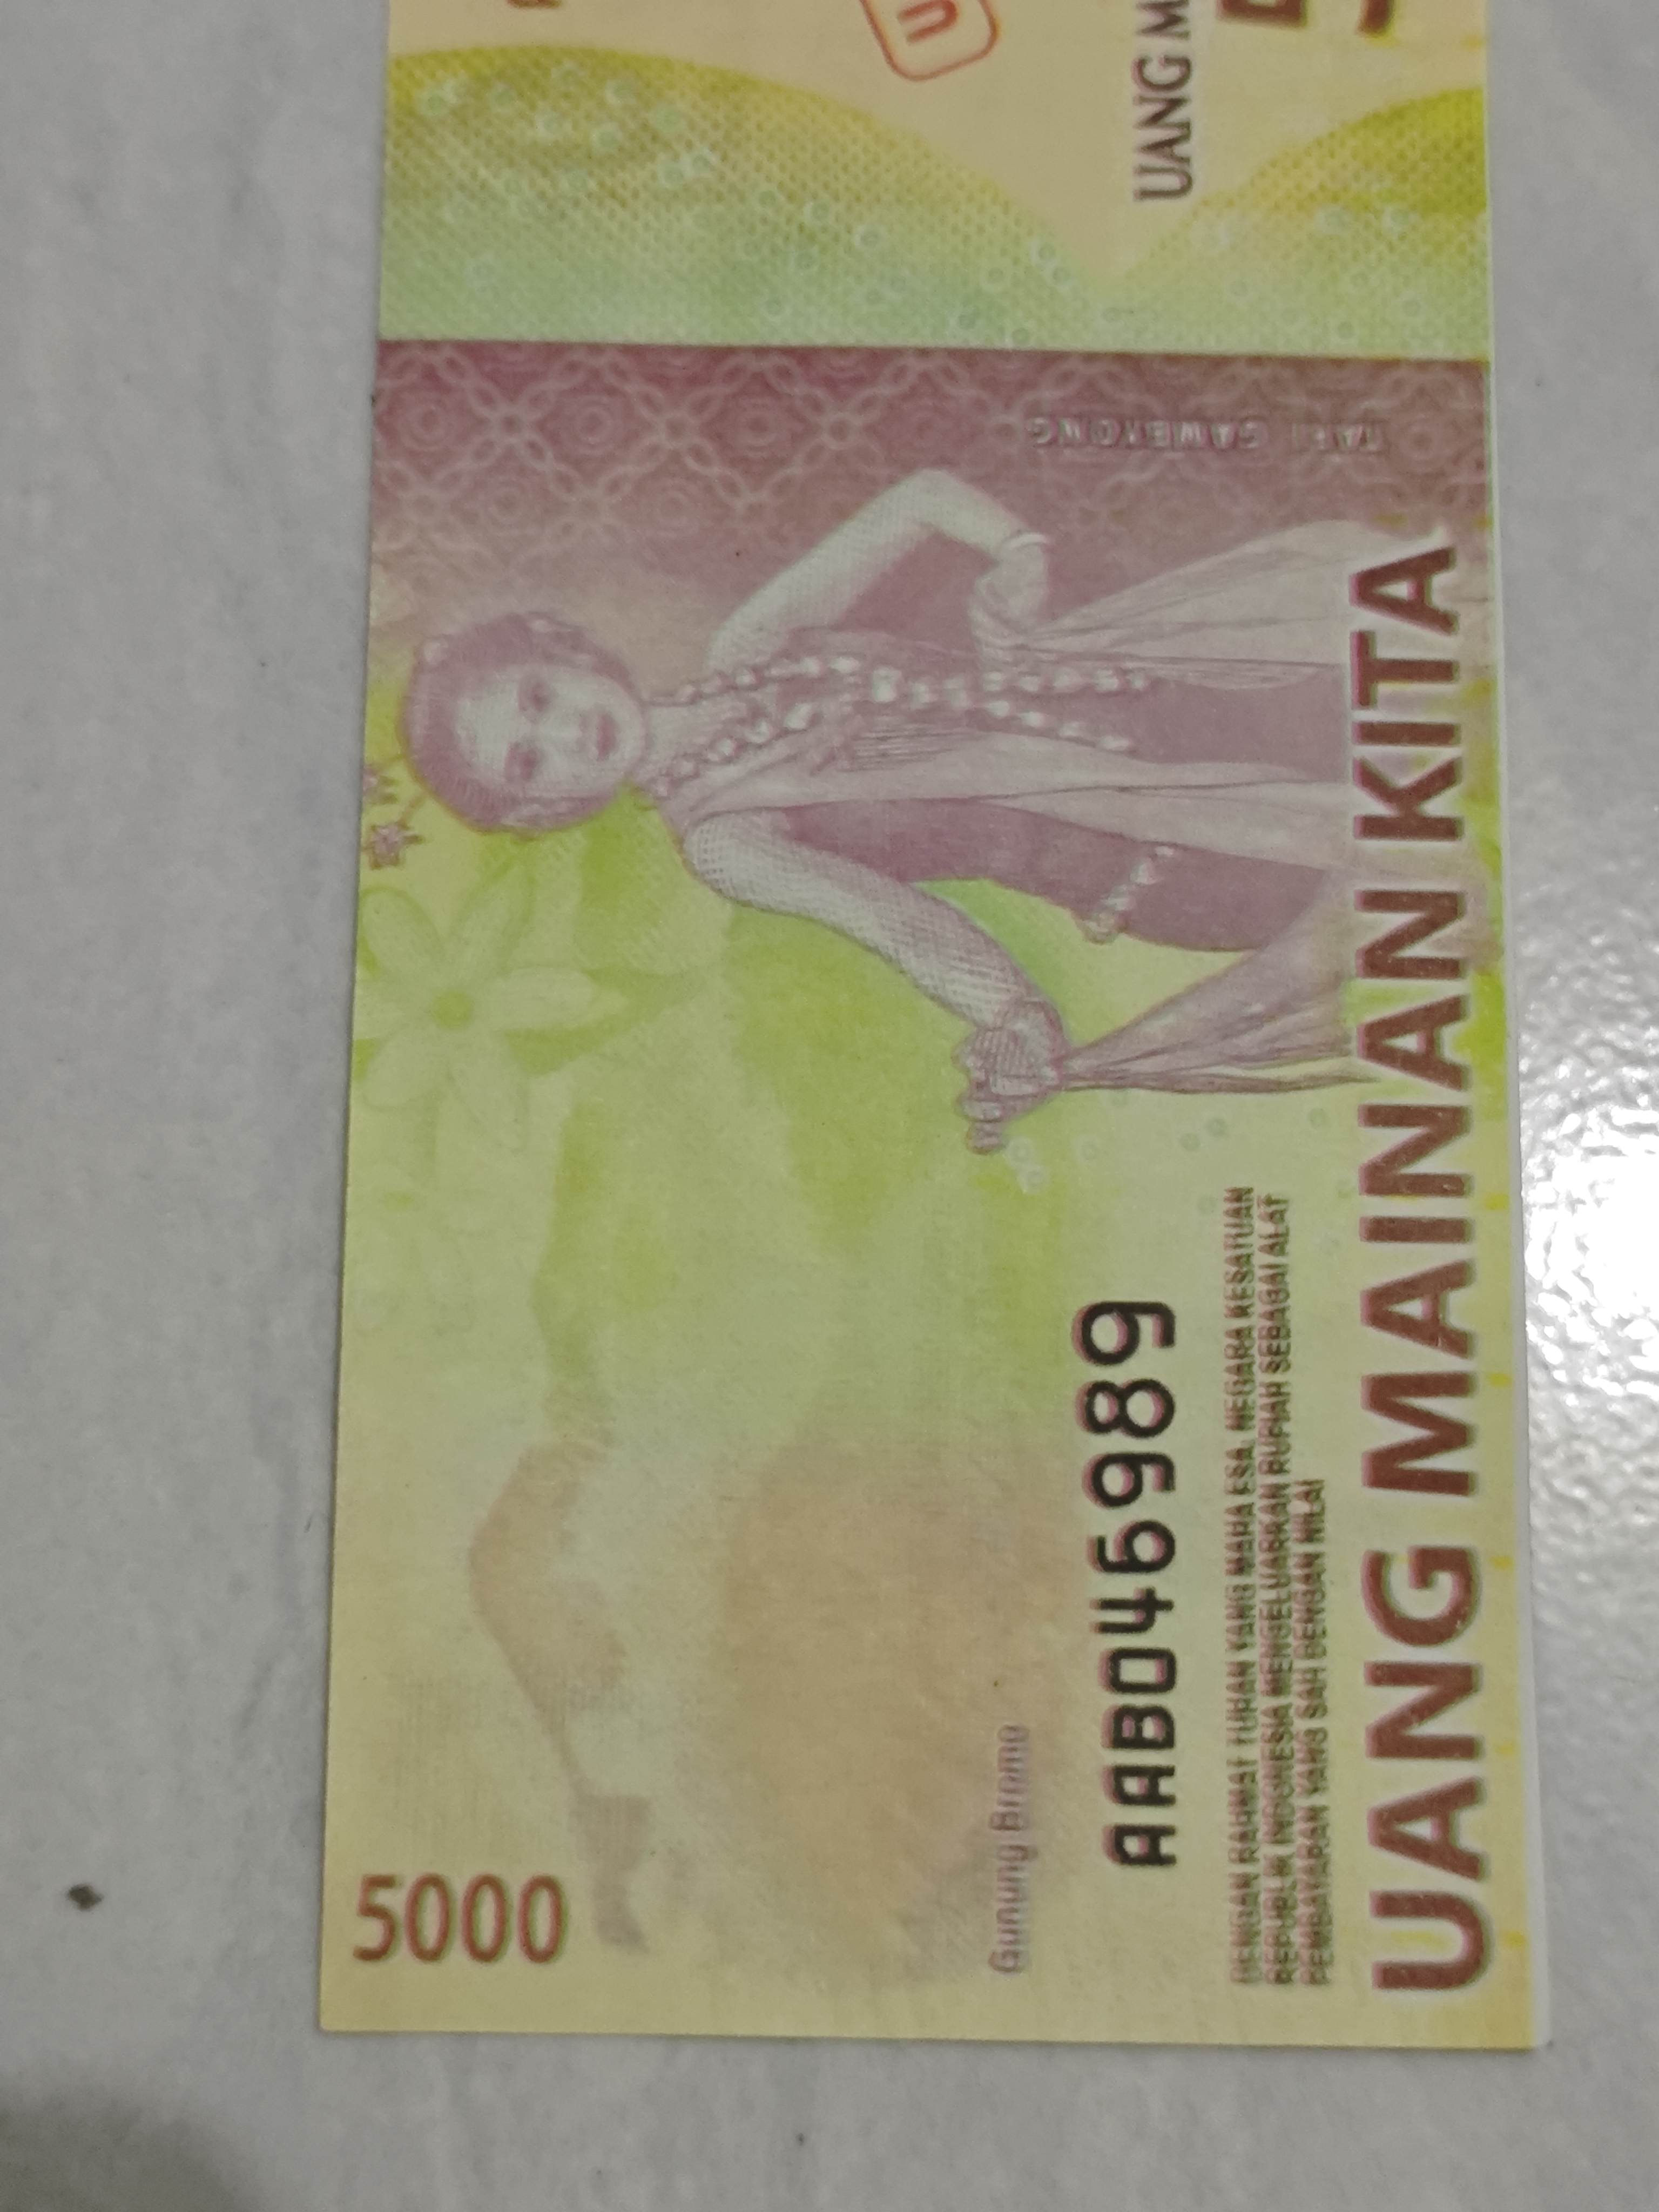 5000
Gunung Bromo
AAB046989
DENGAN RAHMAT TUHAN YANG MAHA ESA, NEGARA KESATUAN
REPUBLIK INDONESIA MENGELUARKAN RUPIAH SEBAGAI ALAT
PEMBAYARAN YANG SAH DENGAN NILAI
UANG MAINAN KITA
TARI GAMBYONG
UANG M